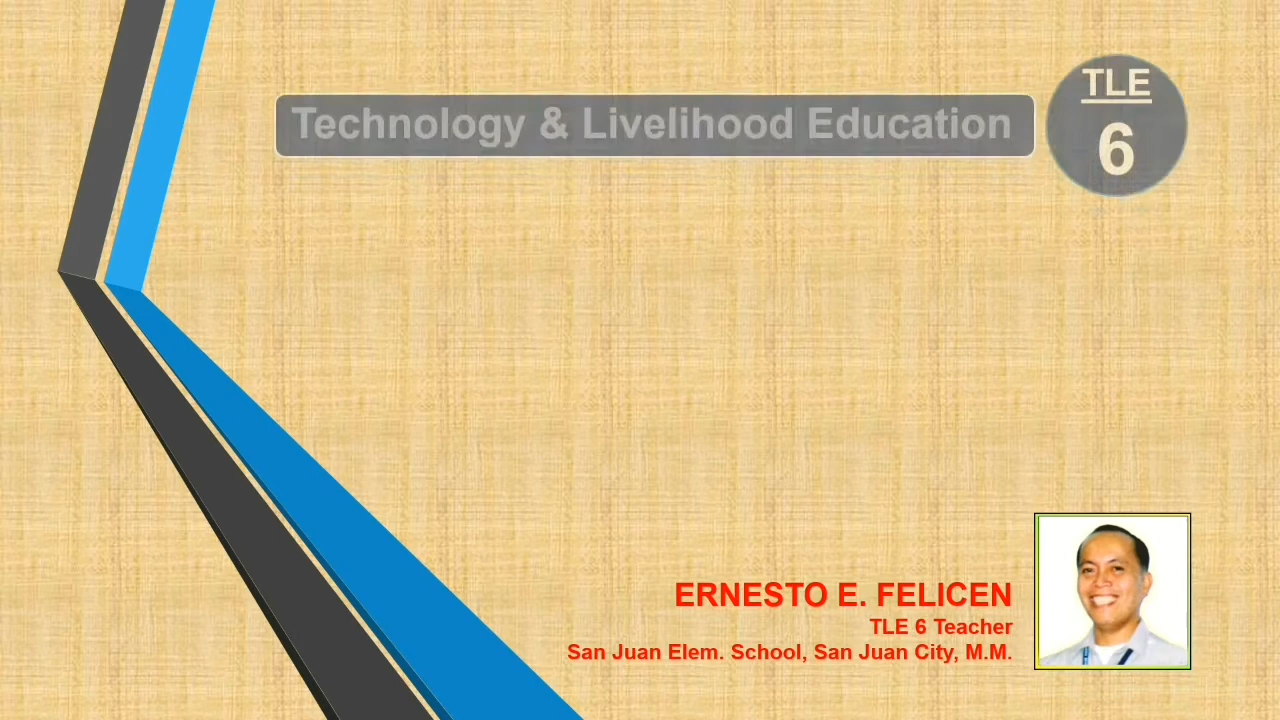 Technology & Livelihood Education
TLE
6
ERNESTO E. FELICEN
TLE 6 Teacher
San Juan Elem. School, San Juan City, M.M.